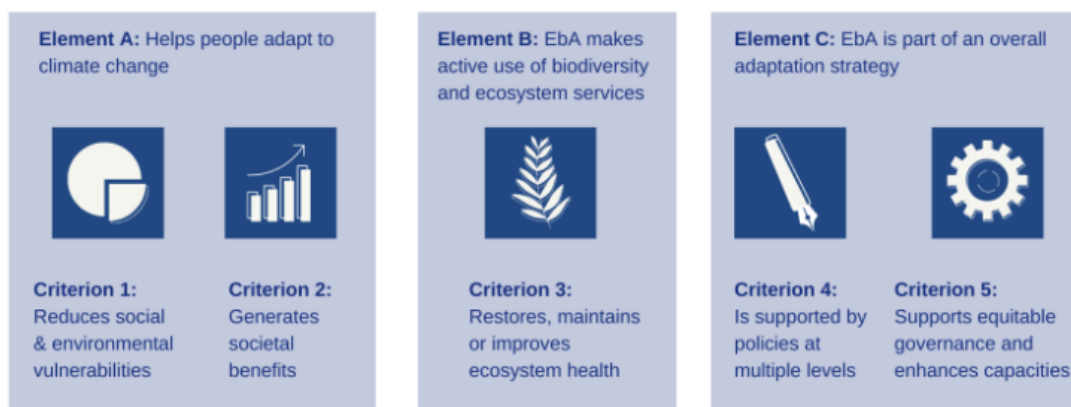 Element A: Helps people adapt to
climate change
Element B: EbA makes
active use of biodiversity
and ecosystem services
Element C: EbA is part of an overall
adaptation strategy
Criterion 1:
Reduces social
& environmental
vulnerabilities
Criterion 2:
Generates
societal
benefits
Criterion 3:
Restores, maintains
or improves
ecosystem health
Criterion 4:
Is supported by
policies at
multiple levels
Criterion 5:
Supports equitable
governance and
enhances capacities